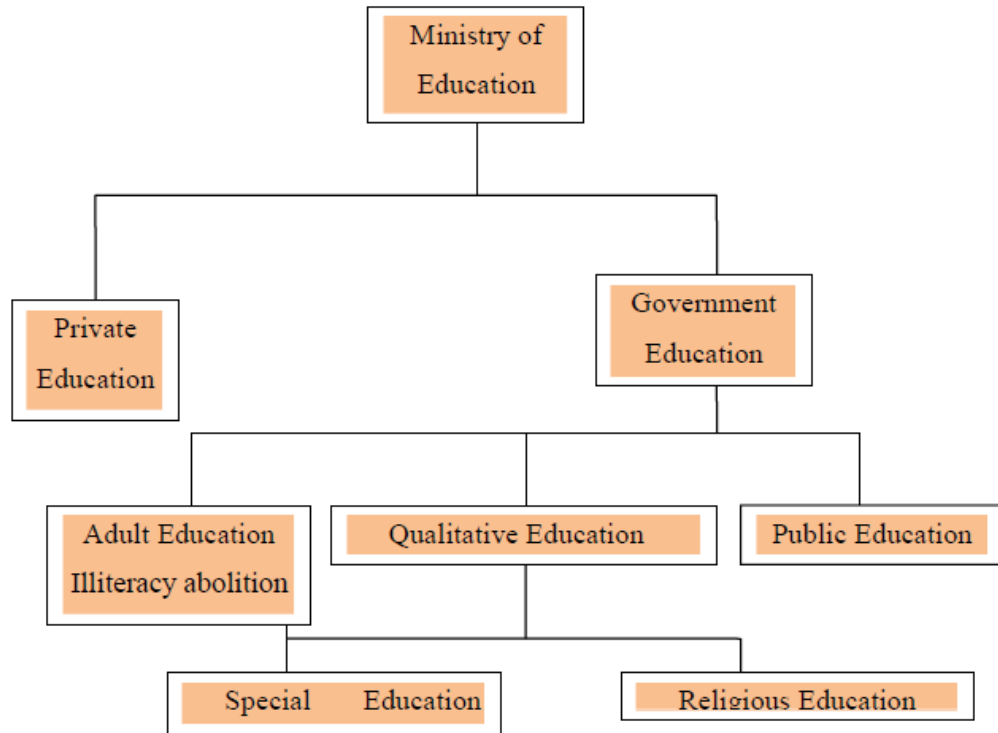 Ministry of
Education
Private
Education
Government
Education
Adult Education
Illiteracy abolition
Qualitative Education
Public Education
Special Education
Religious Education